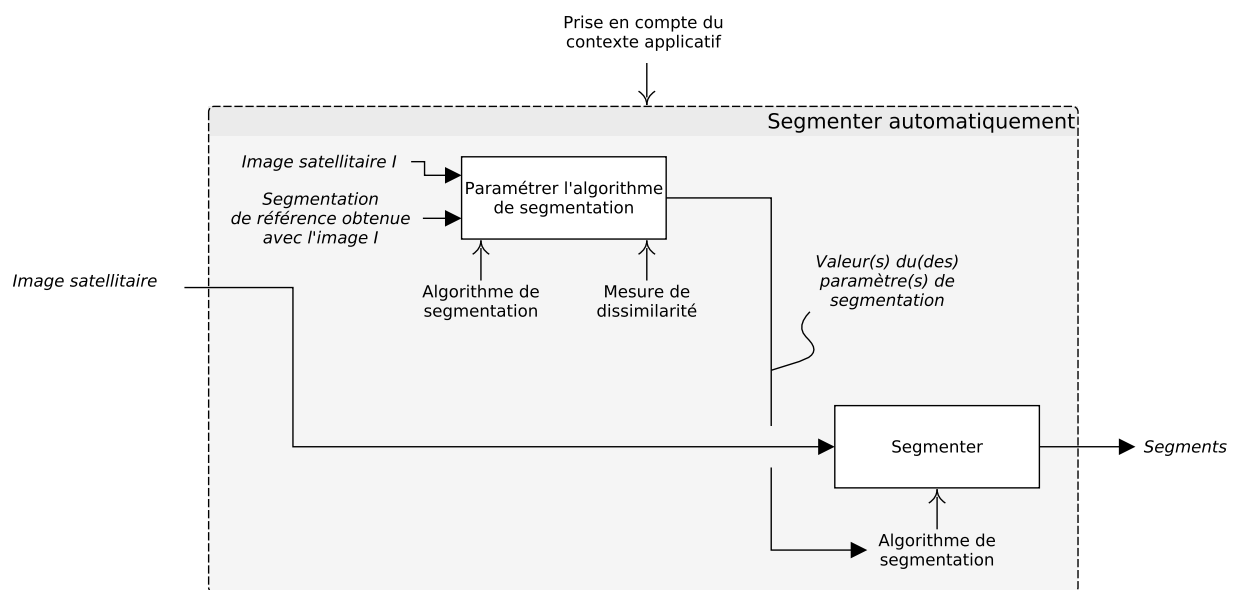 Prise en compte du
contexte applicatif
Segmenter automatiquement
Image satellitaire I
Segmentation
de référence obtenue
avec l'image I
Paramétrer l'algorithme
de segmentation
Algorithme de
segmentation
Mesure de
dissimilarité
Image satellitaire
Valeur(s) du(des)
paramètre(s) de
segmentation
Segmenter
Segments
Algorithme de
segmentation